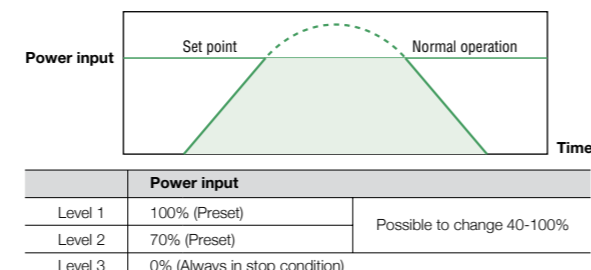 Set point Normal operation
Power input
Time
Power input
Level 1 100% (Preset) Possible to change 40-100%
Level 2 70% (Preset)
Level 3 0% (Always in stop condition)